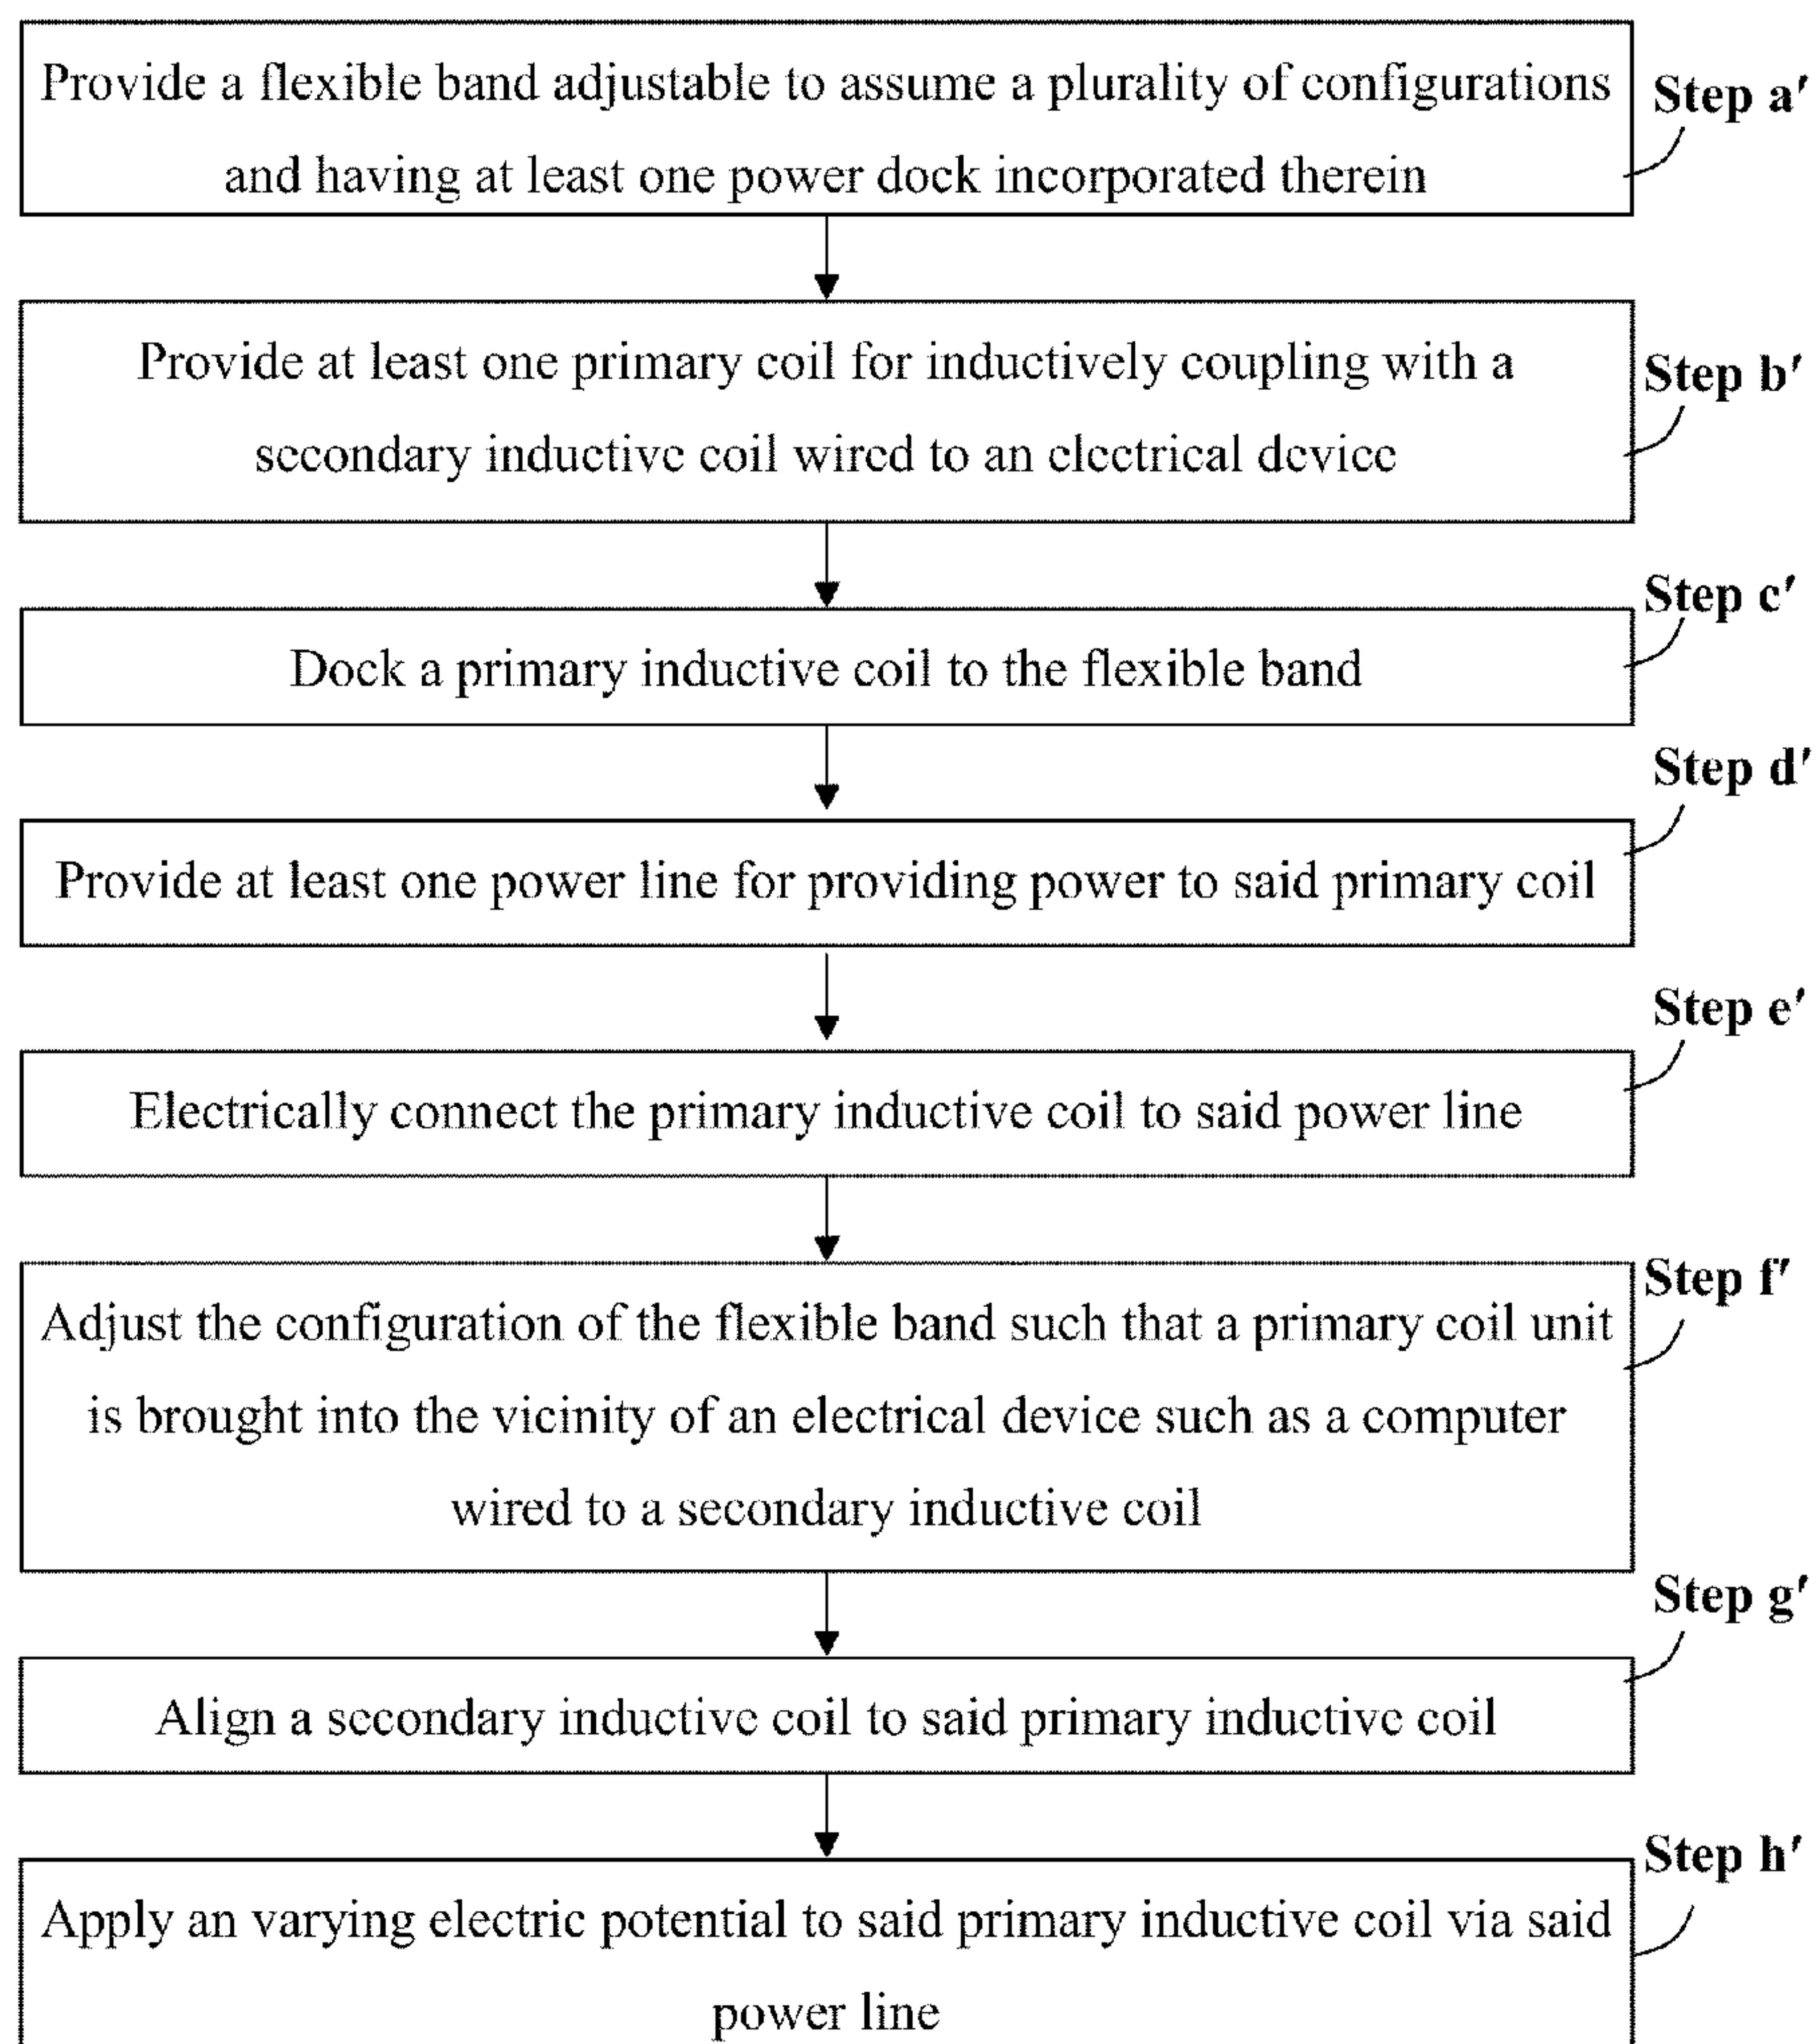 Provide a flexible band adjustable to assume a plurality of configurations
and having at least one power dock incorporated therein
Step a'
Provide at least one primary coil for inductively coupling with a
secondary inductive coil wired to an electrical device
Step b'
Step c'
Dock a primary inductive coil to the flexible band
Step d'
Provide at least one power line for providing power to said primary coil
Step e'
Electrically connect the primary inductive coil to said power line
Step f'
Adjust the configuration of the flexible band such that a primary coil unit
is brought into the vicinity of an electrical device such as a computer
wired to a secondary inductive coil
Step g'
Align a secondary inductive coil to said primary inductive coil
Step h'
Apply an varying electric potential to said primary inductive coil via said
power line